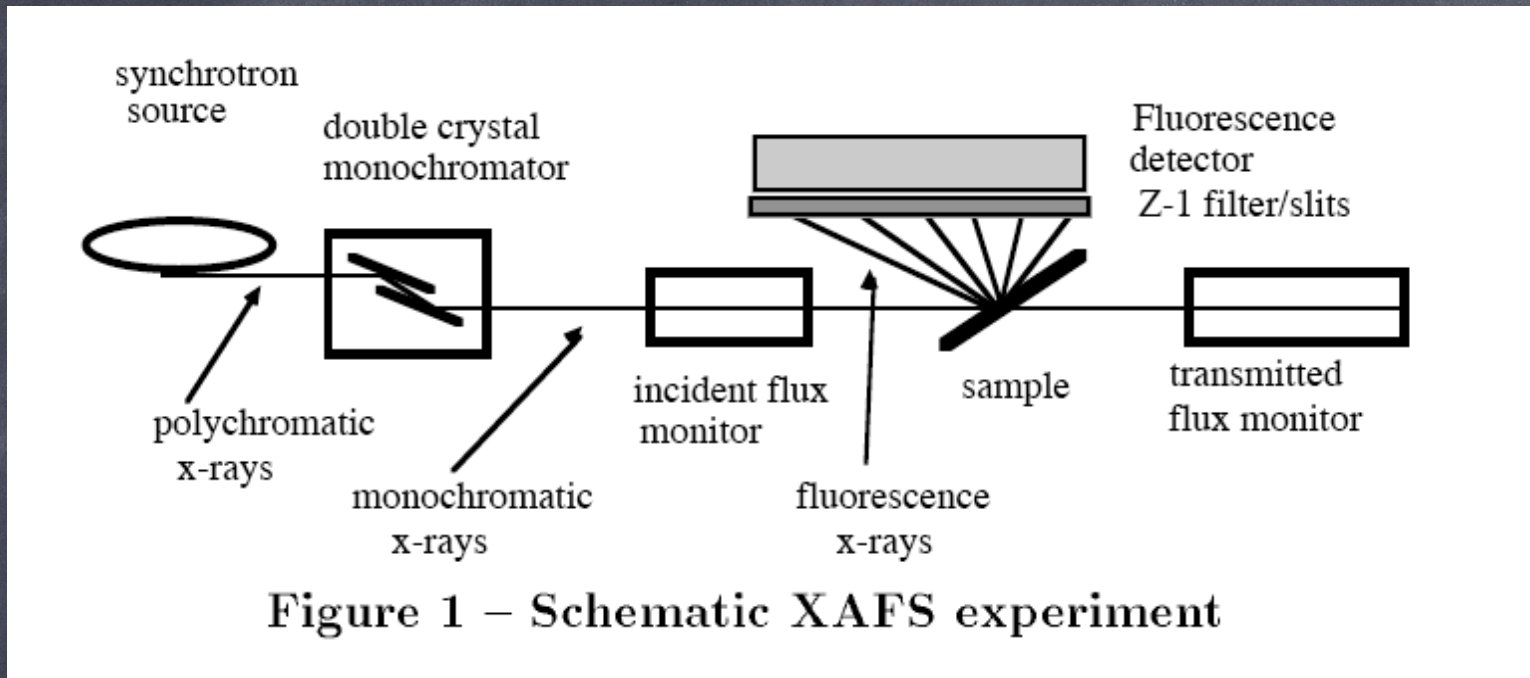 synchrotron
source
double crystal
monochromator
Fluorescence
detector
Z-1 filter/slits
polychromatic
x-rays
monochromatic
x-rays
incident flux
monitor
fluorescence
x-rays
sample
transmitted
flux monitor
Figure 1 – Schematic XAFS experiment